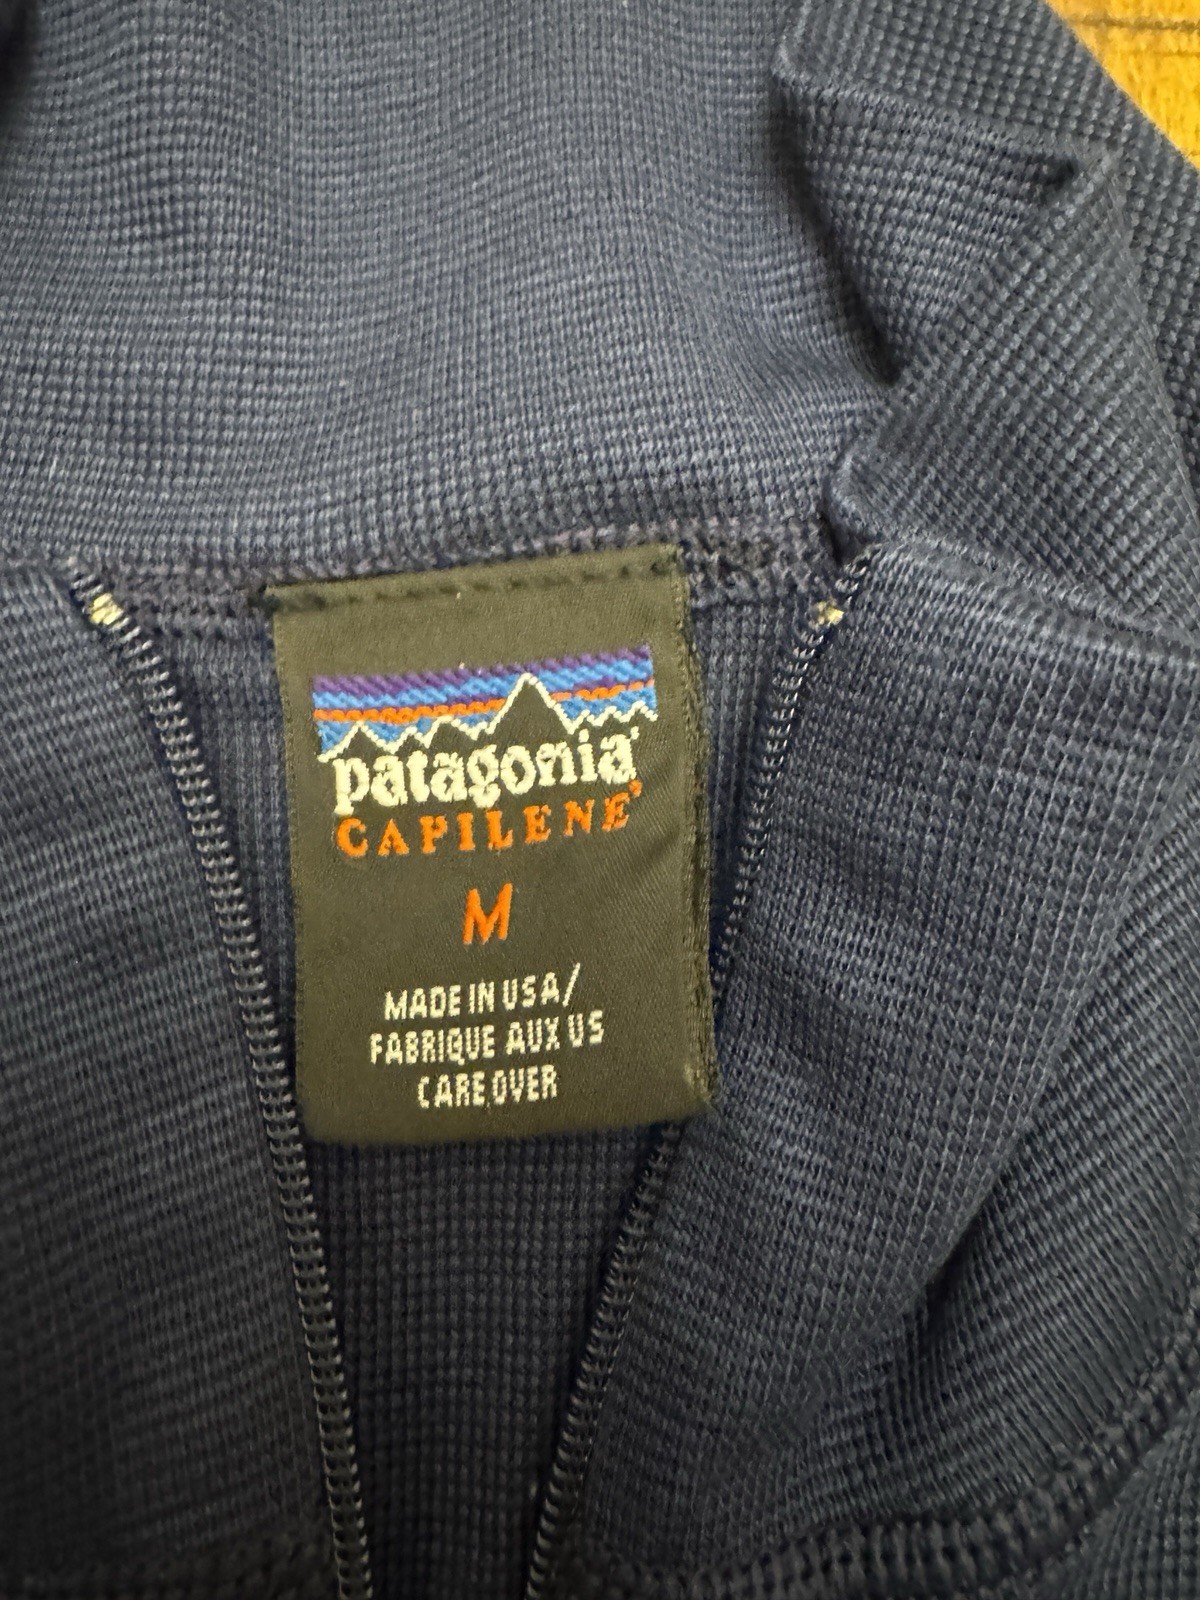 patagonia®
CAPILENE®
M
MADE IN USA/
FABRIQUE AUX US
CARE OVER